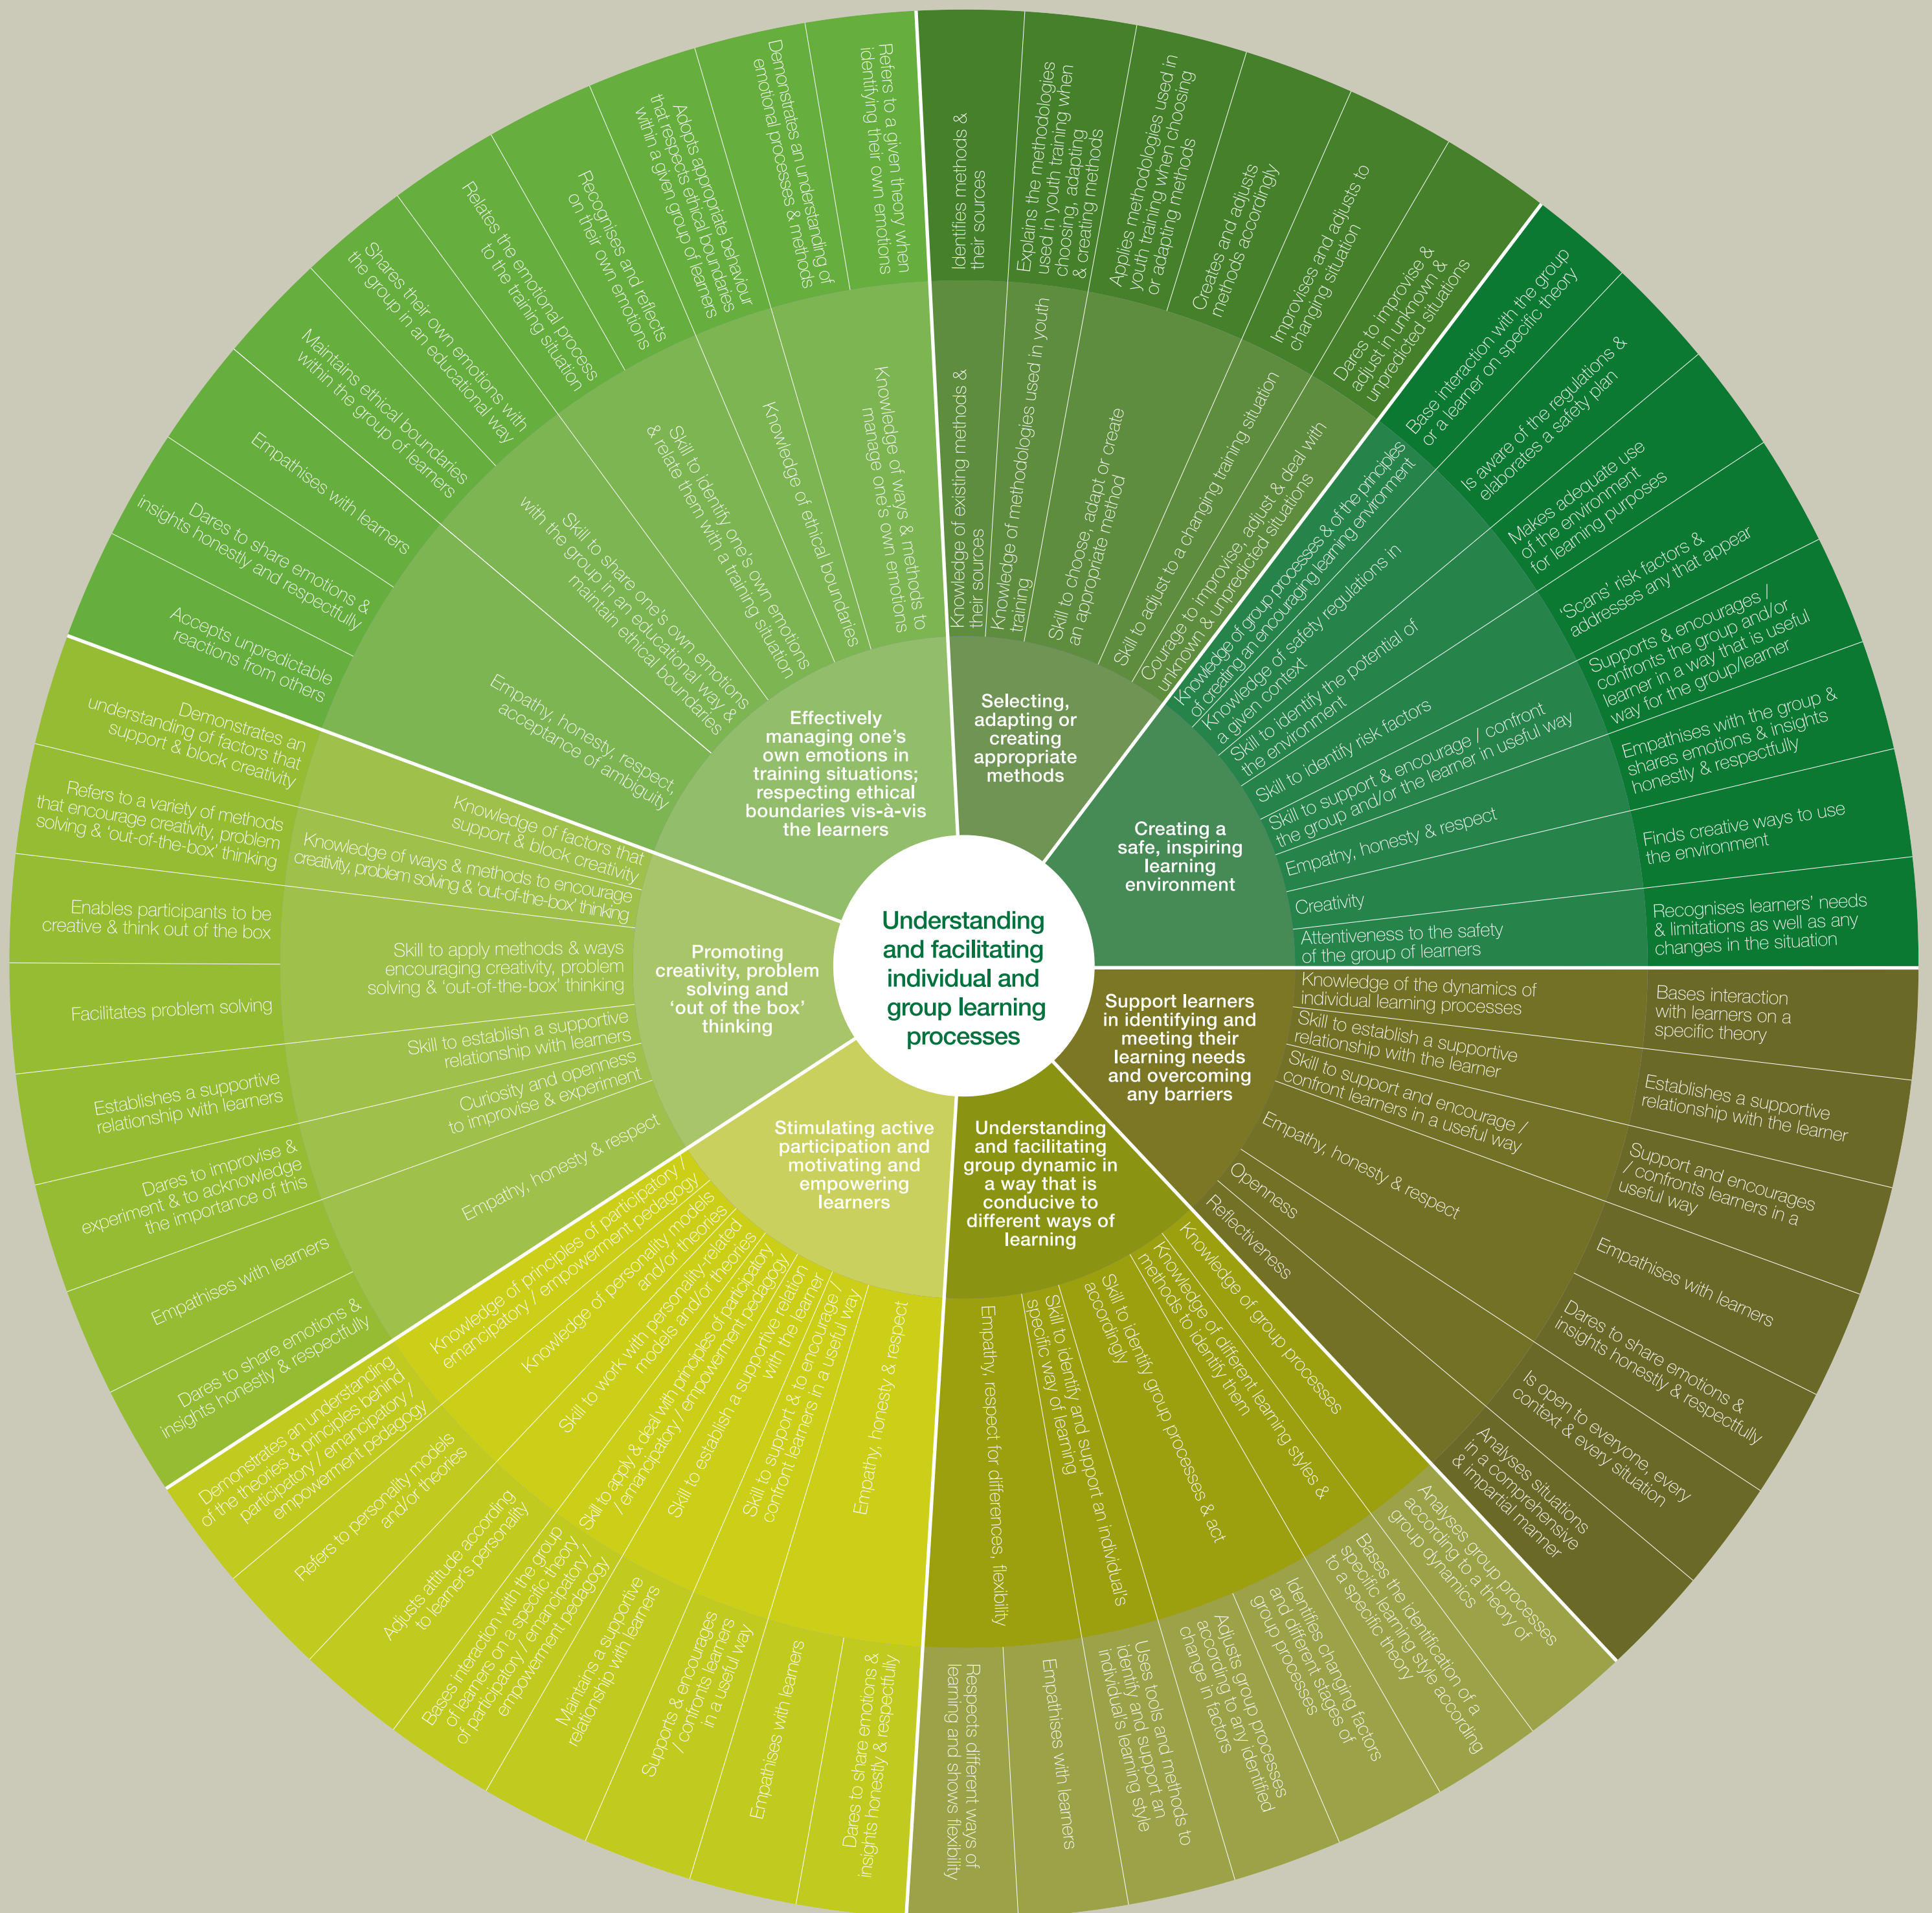 Understanding
and facilitating
individual and
group learning
processes
Selecting,
adapting or
creating
appropriate
methods
Knowledge of existing methods &
their sources
Knowledge of methodologies used in youth
training
Skill to choose, adapt or create
an appropriate method
Skill to adjust to a changing training situation
Courage to improvise, adjust & deal with
unknown & unpredicted situations
Identifies methods &
their sources
Explains the methodologies
used in youth training when
choosing, adapting
& creating methods
Applies methodologies used in
youth training when choosing
or adapting methods
Creates and adjusts
methods accordingly
Improvises and adjusts to
changing situation
Dares to improvise &
adjust in unknown &
unpredicted situations
Creating a
safe, inspiring
learning
environment
Knowledge of group processes & of the principles
of creating an encouraging learning environment
Knowledge of safety regulations in
a given context
Skill to identify the potential of
the environment
Skill to identify risk factors
Skill to support & encourage / confront
the group and/or the learner in useful way
Empathy, honesty & respect
Creativity
Attentiveness to the safety
of the group of learners
Base interaction with the group
or a learner on specific theory
Is aware of the regulations &
elaborates a safety plan
Makes adequate use
of the environment
for learning purposes
‘Scans’ risk factors &
addresses any that appear
Supports & encourages /
confronts the group and/or
learner in a way that is useful
way for the group/learner
Empathises with the group &
shares emotions & insights
honestly & respectfully
Finds creative ways to use
the environment
Recognises learners’ needs
& limitations as well as any
changes in the situation
Support learners
in identifying and
meeting their
learning needs
and overcoming
any barriers
Knowledge of the dynamics of
individual learning processes
Skill to establish a supportive
relationship with the learner
Skill to support and encourage /
confront learners in a useful way
Empathy, honesty & respect
Openness
Reflectiveness
Bases interaction
with learners on a
specific theory
Establishes a supportive
relationship with the learner
Support and encourages
/ confronts learners in a
useful way
Empathises with learners
Dares to share emotions &
insights honestly & respectfully
Is open to everyone, every
context & every situation
Analyses situations
in a comprehensive
& impartial manner
Understanding
and facilitating
group dynamic in
a way that is
conducive to
different ways of
learning
Knowledge of group processes
Knowledge of different learning styles &
methods to identify them
Skill to identify group processes & act
accordingly
Skill to identify and support an individual’s
specific way of learning
Empathy, respect for differences, flexibility
Analyses group processes
according to a theory of
group dynamics
Bases the identification of a
specific learning style according
to a specific theory
Identifies changing factors
and different stages of
group processes
Adjusts group processes
according to any identified
change in factors
Uses tools and methods to
identify and support an
individual’s learning style
Empathises with learners
Respects different ways of
learning and shows flexibility
Stimulating active
participation and
motivating and
empowering
learners
Knowledge of principles of participatory /
emancipatory / empowerment pedagogy
Knowledge of personality models
and/or theories
Skill to work with personality-related
models and/or theories
Skill to apply & deal with principles of participatory
/ emancipatory / empowerment pedagogy
Skill to establish a supportive relation
with the learner
Skill to support & to encourage /
confront learners in a useful way
Empathy, honesty & respect
Demonstrates an understanding
of the theories & principles behind
participatory / emancipatory /
empowerment pedagogy
Refers to personality models
and/or theories
Adjusts attitude according
to learner’s personality
Bases interaction with the group
of learners on a specific theory
of participatory / emancipatory /
empowerment pedagogy
Maintains a supportive
relationship with learners
Supports & encourages
/ confronts learners
in a useful way
Empathises with learners
Dares to share emotions &
insights honestly & respectfully
Promoting
creativity, problem
solving and
‘out of the box’
thinking
Knowledge of factors that
support & block creativity
Knowledge of ways & methods to encourage
creativity, problem solving & ‘out-of-the-box’ thinking
Skill to apply methods & ways
encouraging creativity, problem
solving & ‘out-of-the-box’ thinking
Skill to establish a supportive
relationship with learners
Curiosity and openness
to improvise & experiment
Empathy, honesty & respect
Demonstrates an
understanding of factors that
support & block creativity
Refers to a variety of methods
that encourage creativity, problem
solving & ‘out-of-the-box’ thinking
Enables participants to be
creative & think out of the box
Facilitates problem solving
Establishes a supportive
relationship with learners
Dares to improvise &
experiment & to acknowledge
the importance of this
Empathises with learners
Dares to share emotions &
insights honestly & respectfully
Effectively
managing one’s
own emotions in
training situations;
respecting ethical
boundaries vis-à-vis
the learners
Knowledge of ways & methods to
manage one’s own emotions
Knowledge of ethical boundaries
Skill to identify one’s own emotions
& relate them with a training situation
Skill to share one’s own emotions
with the group in an educational way &
maintain ethical boundaries
Empathy, honesty, respect,
acceptance of ambiguity
Refers to a given theory when
identifying their own emotions
Demonstrates an understanding of
emotional processes & methods
Adopts appropriate behaviour
that respects ethical boundaries
within a given group of learners
Recognises and reflects
on their own emotions
Relates the emotional process
to the training situation
Shares their own emotions with
the group in an educational way
Maintains ethical boundaries
within the group of learners
Empathises with learners
Dares to share emotions &
insights honestly and respectfully
Accepts unpredictable
reactions from others